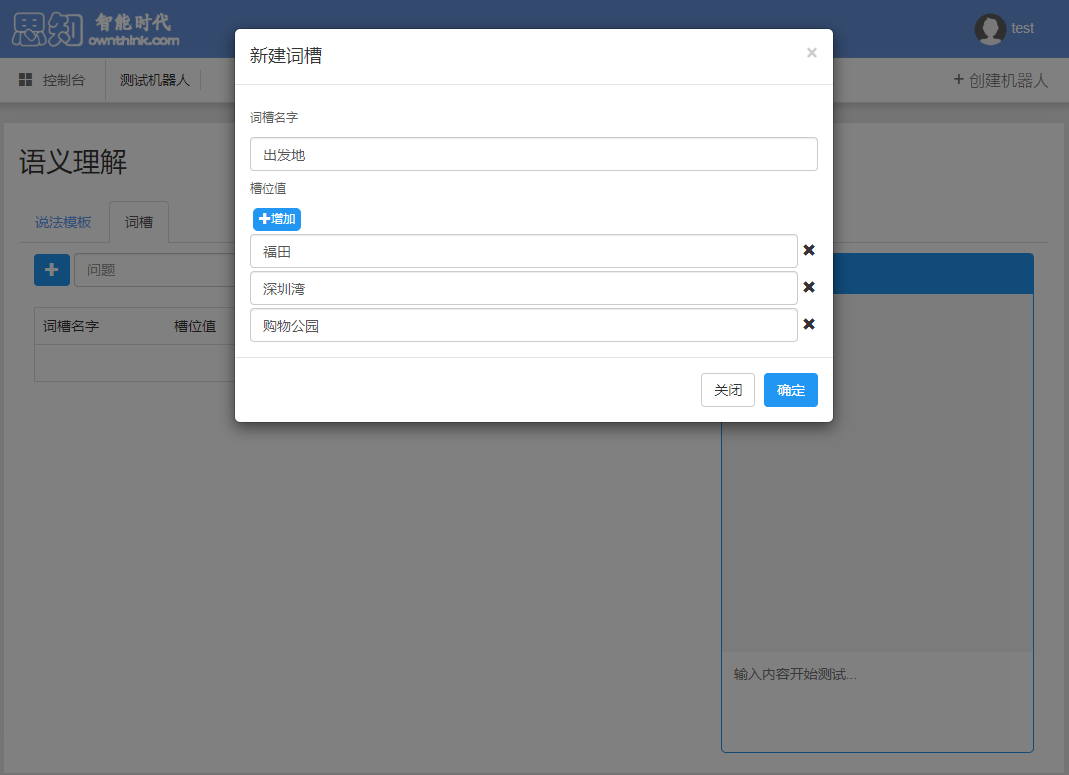 思知 智能时代
ownthink.com
test
控制台
测试机器人
+ 创建机器人
新建词槽
×
词槽名字
出发地
槽位值
增加
福田
深圳湾
购物公园
关闭
确定
语义理解
说法模板
词槽
问题
词槽名字
槽位值
输入内容开始测试...